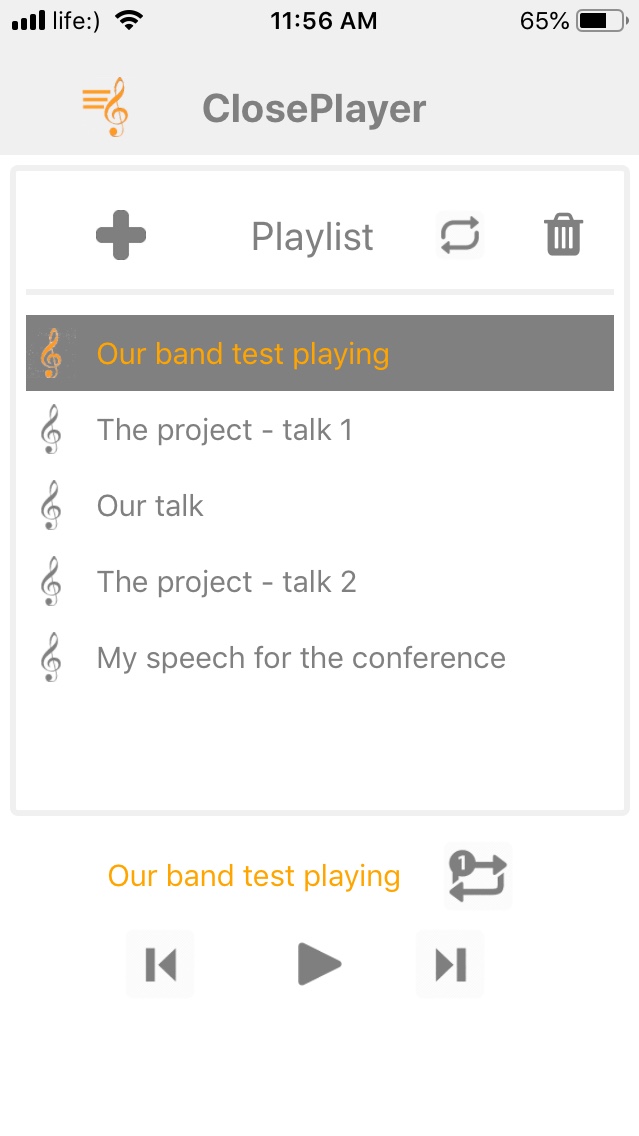 life:) 11:56 AM 65%
ClosePlayer
Playlist
Our band test playing
The project - talk 1
Our talk
The project - talk 2
My speech for the conference
Our band test playing
1